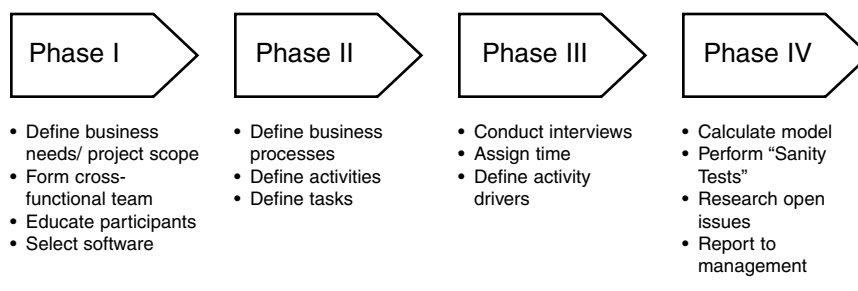 Phase I
• Define business
needs/ project scope
• Form cross-
functional team
• Educate participants
• Select software
Phase II
• Define business
processes
• Define activities
• Define tasks
Phase III
• Conduct interviews
• Assign time
• Define activity
drivers
Phase IV
• Calculate model
• Perform “Sanity
Tests”
• Research open
issues
• Report to
management